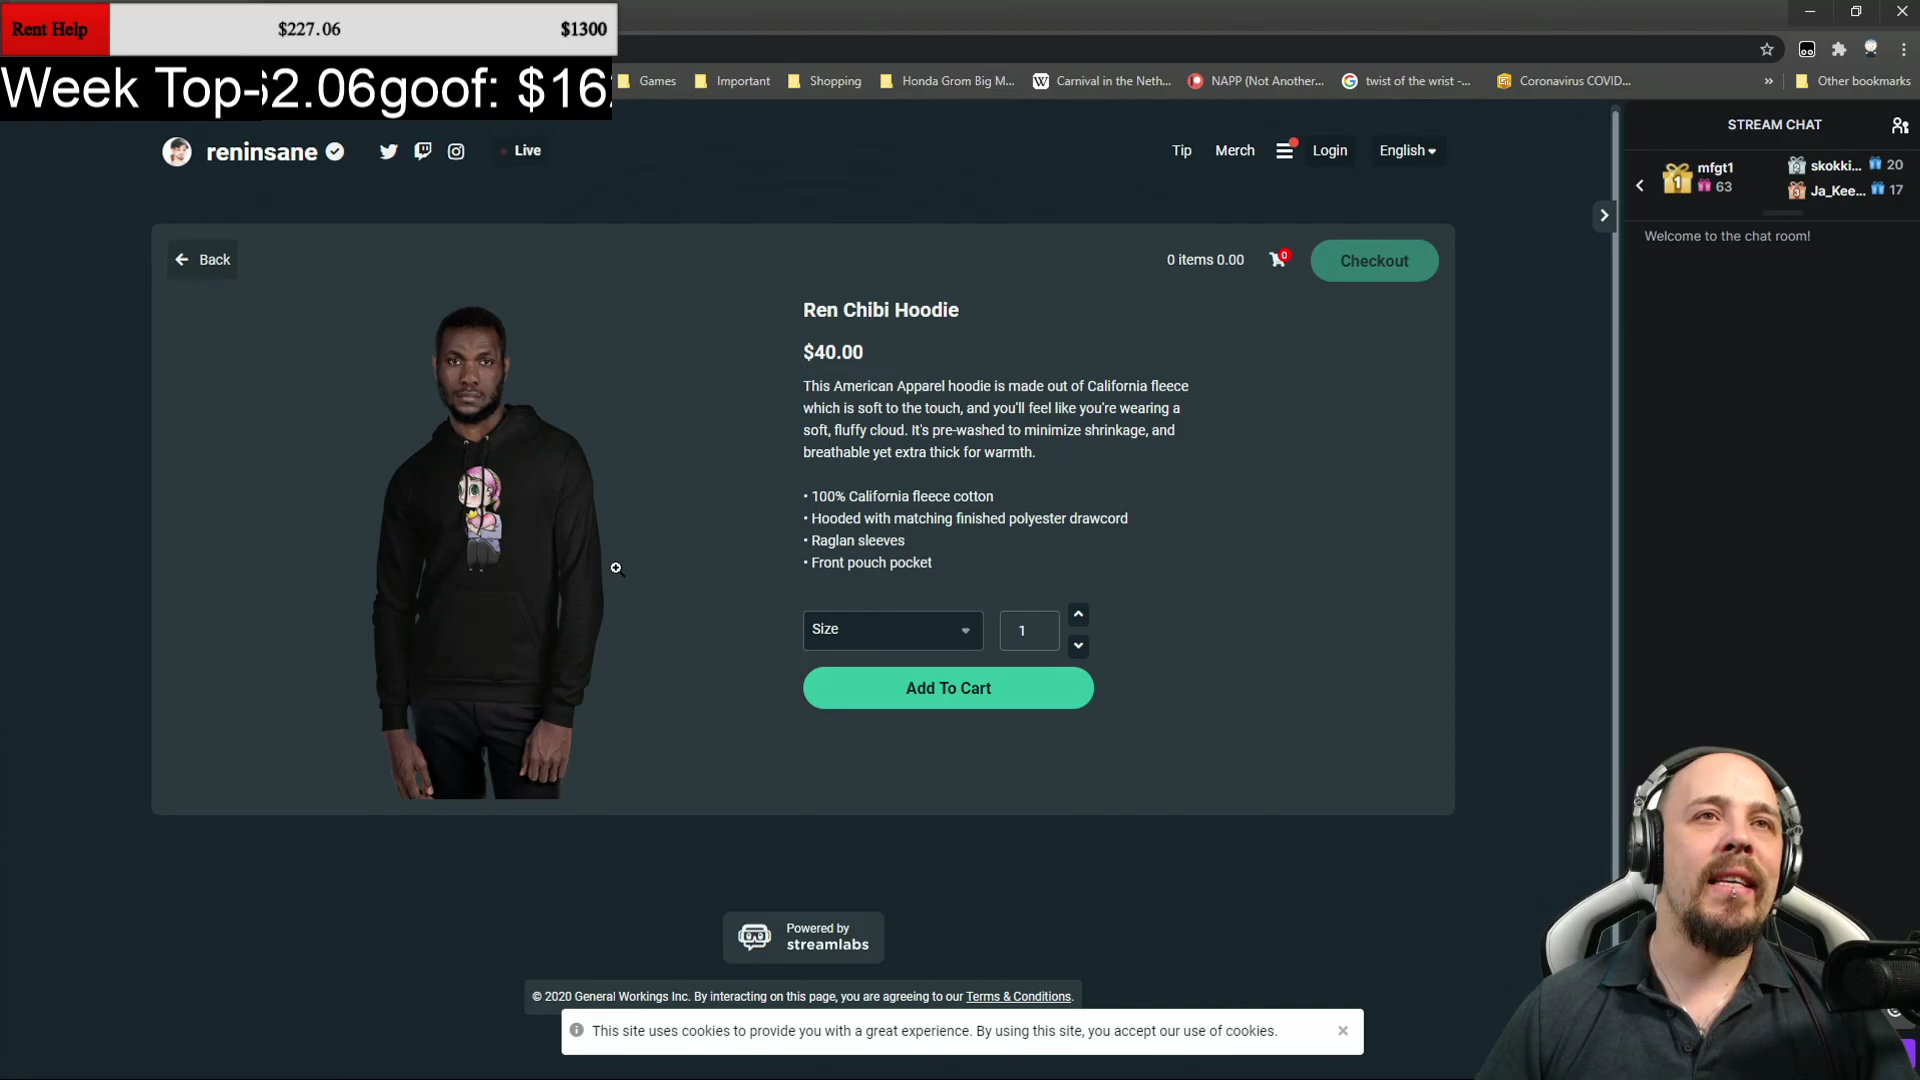 Rent Help $227.06 $1300
Week Top-
2.06goof: $16
Games Important Shopping Honda Grom Big M... Carnival in the Neth... NAPP (Not Another... twist of the wrist -... Coronavirus COVID... » Other bookmarks
reninsane Live Tip Merch Login English
STREAM CHAT
1 mfgt1 63
2 skokki... 20
3 Ja_Kee... 17
Welcome to the chat room!
Back 0 items 0.00 0 Checkout
Ren Chibi Hoodie
$40.00
This American Apparel hoodie is made out of California fleece
which is soft to the touch, and you'll feel like you're wearing a
soft, fluffy cloud. It's pre-washed to minimize shrinkage, and
breathable yet extra thick for warmth.
• 100% California fleece cotton
• Hooded with matching finished polyester drawcord
• Raglan sleeves
• Front pouch pocket
Size 1
Add To Cart
Powered by
streamlabs
© 2020 General Workings Inc. By interacting on this page, you are agreeing to our Terms & Conditions.
This site uses cookies to provide you with a great experience. By using this site, you accept our use of cookies.